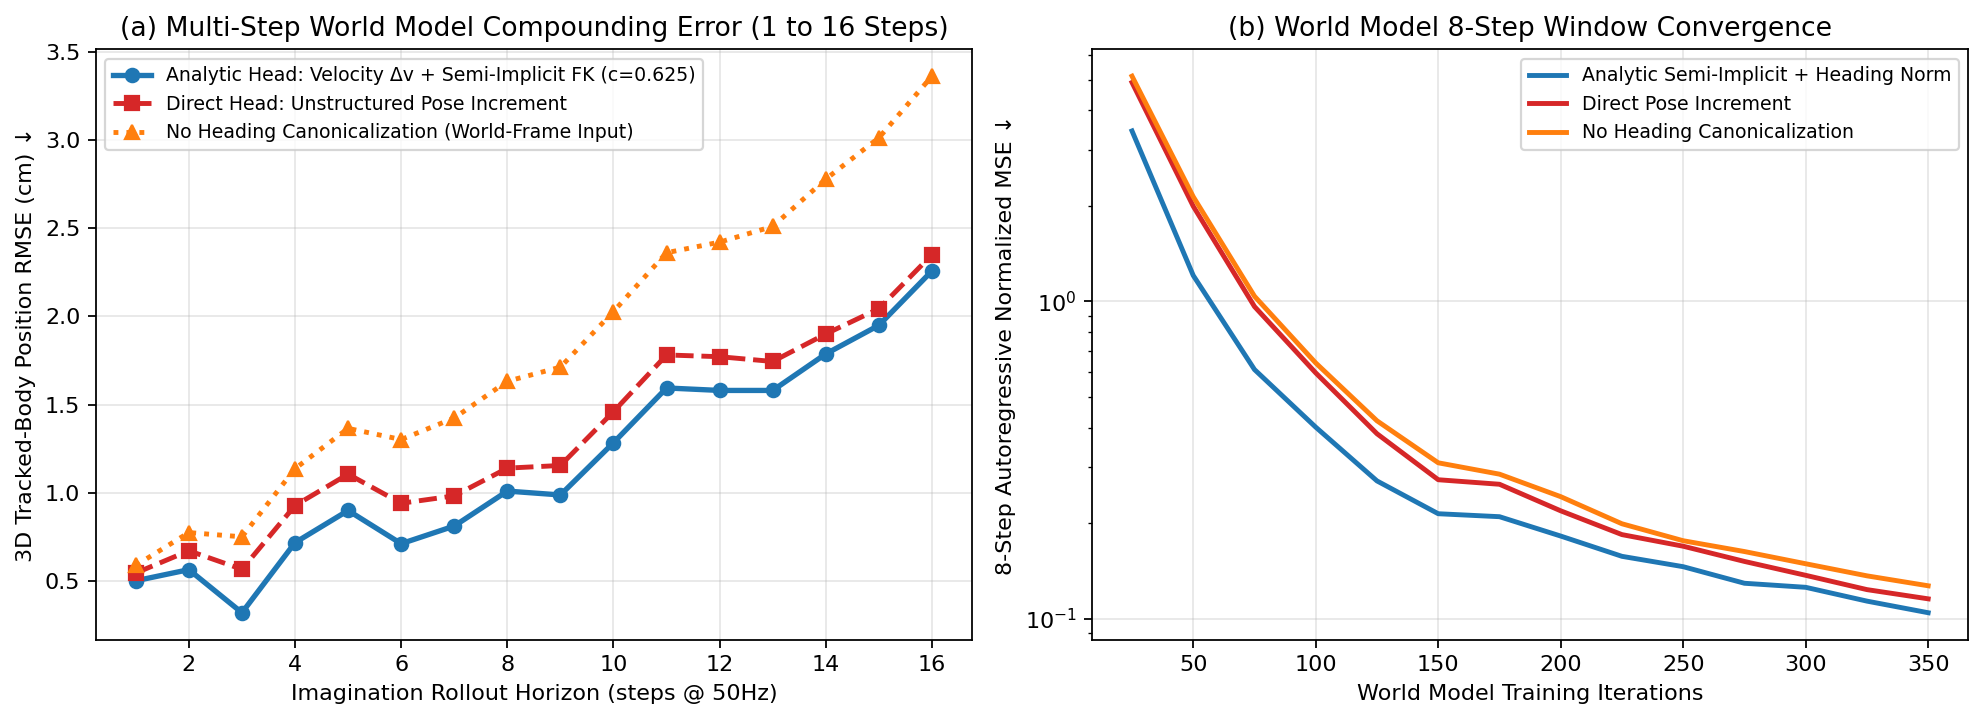 (a) Multi-Step World Model Compounding Error (1 to 16 Steps)
3D Tracked-Body Position RMSE (cm) ↓
3.5
3.0
2.5
2.0
1.5
1.0
0.5
Analytic Head: Velocity Δv + Semi-Implicit FK (c=0.625)
Direct Head: Unstructured Pose Increment
No Heading Canonicalization (World-Frame Input)
2 4 6 8 10 12 14 16
Imagination Rollout Horizon (steps @ 50Hz)
(b) World Model 8-Step Window Convergence
8-Step Autoregressive Normalized MSE ↓
10⁰
10⁻¹
Analytic Semi-Implicit + Heading Norm
Direct Pose Increment
No Heading Canonicalization
50 100 150 200 250 300 350
World Model Training Iterations